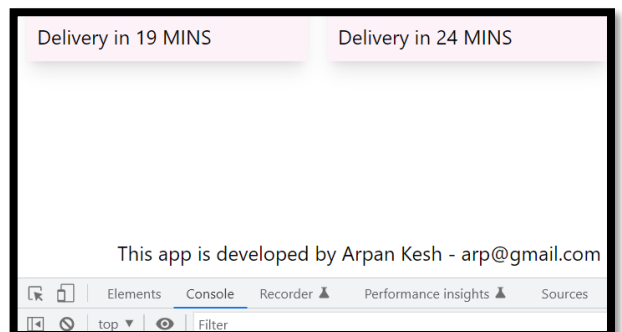 Delivery in 19 MINS
Delivery in 24 MINS
This app is developed by Arpan Kesh - arp@gmail.com
Elements Console Recorder Performance insights Sources
top Filter